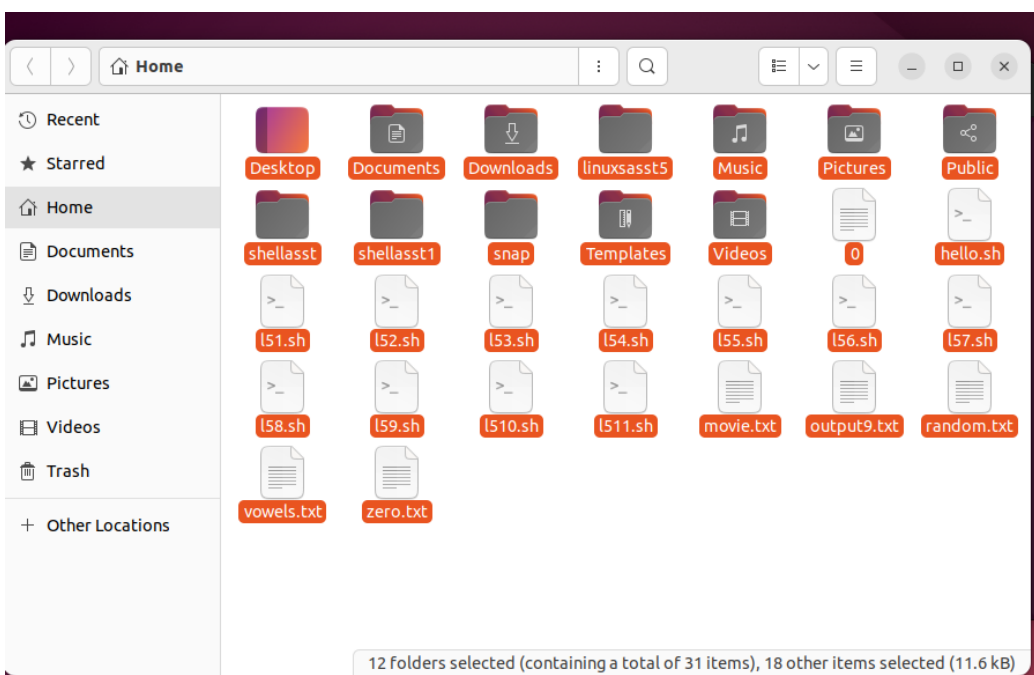 Home
Recent
Starred
Home
Documents
Downloads
Music
Pictures
Videos
Trash
Other Locations
Desktop Documents Downloads linuxsasst5 Music Pictures Public
shellasst shellasst1 snap Templates Videos 0 hello.sh
l51.sh l52.sh l53.sh l54.sh l55.sh l56.sh l57.sh
l58.sh l59.sh l510.sh l511.sh movie.txt output9.txt random.txt
vowels.txt zero.txt
12 folders selected (containing a total of 31 items), 18 other items selected (11.6 kB)